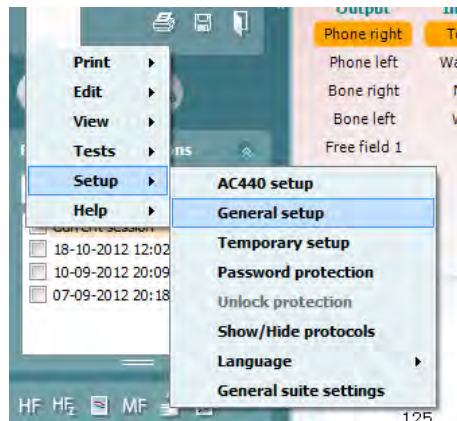 Output
Phone right
Phone left
Bone right
Bone left
Free field 1
Print
Edit
View
Tests
Setup
Help
AC440 setup
General setup
Temporary setup
Password protection
Unlock protection
Show/Hide protocols
Language
General suite settings
Current session
18-10-2012 12:02
10-09-2012 20:09
07-09-2012 20:18
HF HFz MF
125